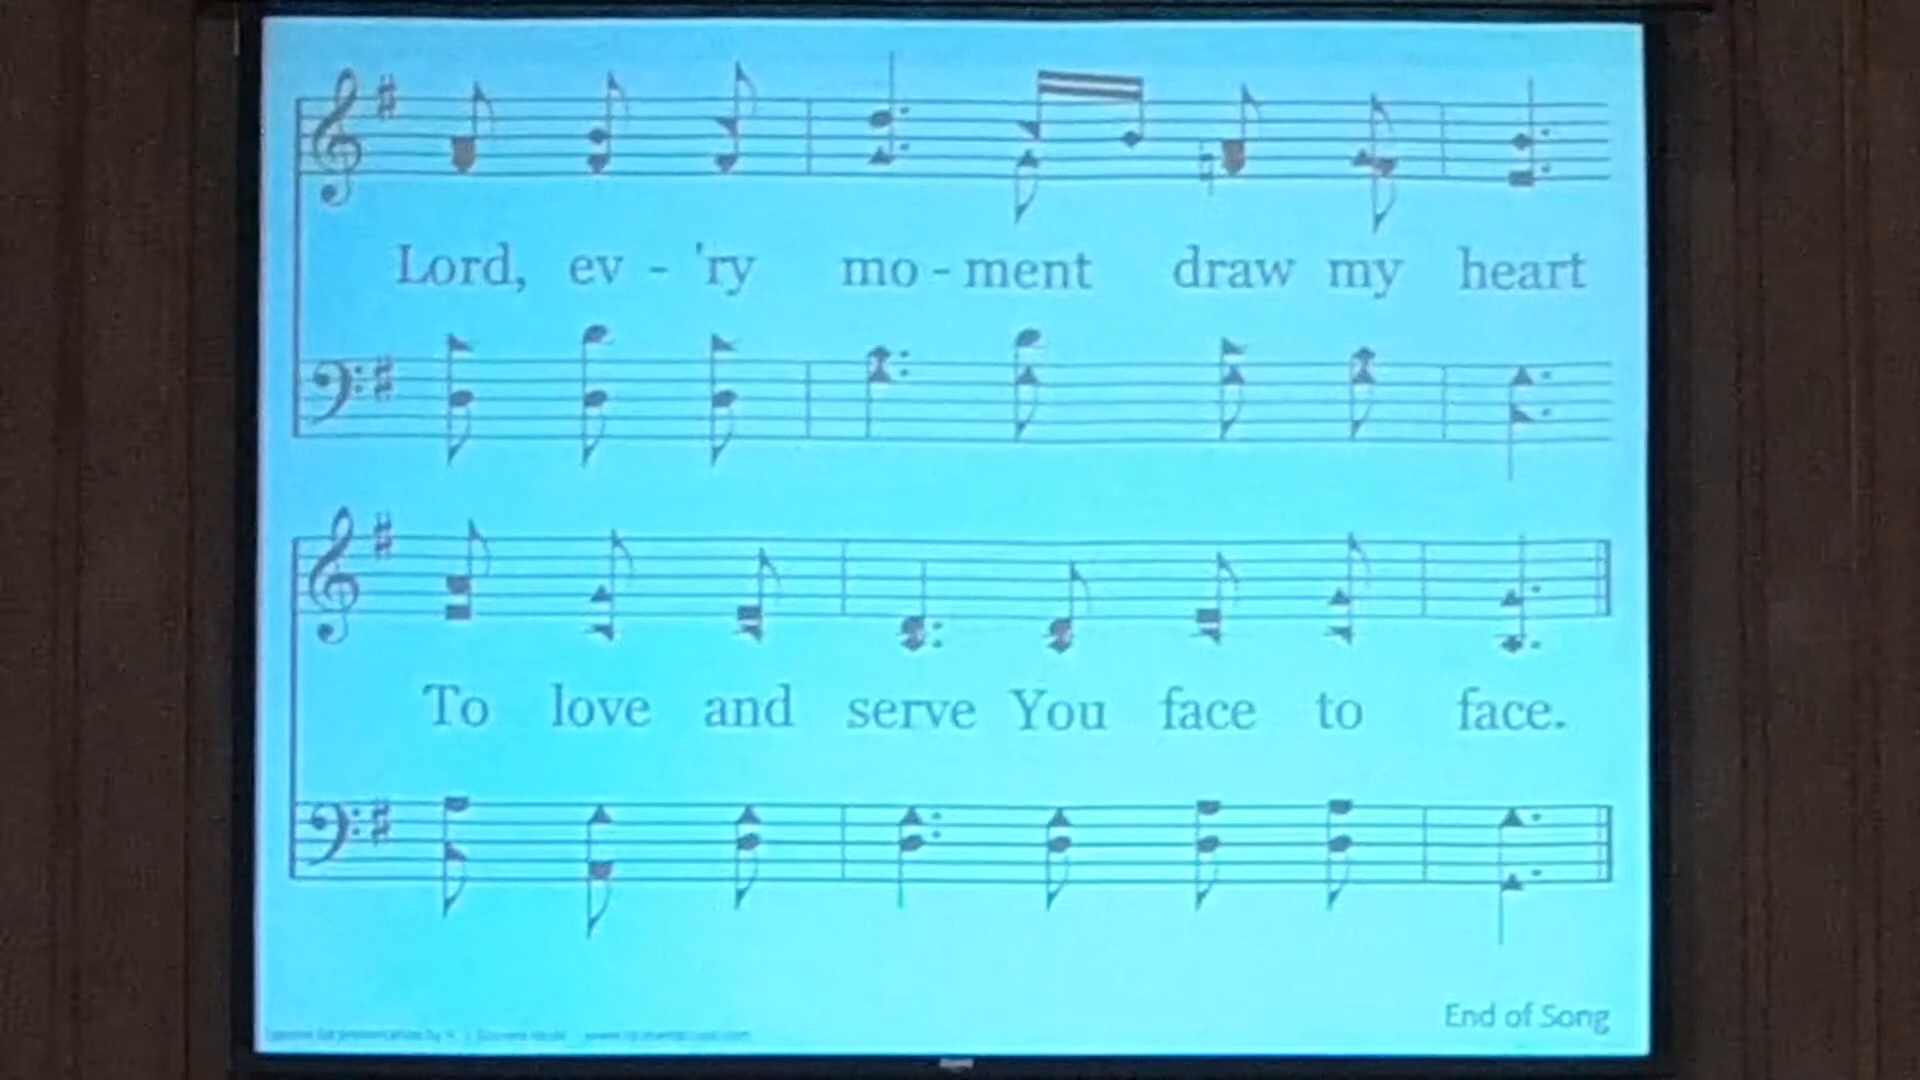 Lord, ev - 'ry mo - ment draw my heart
To love and serve You face to face.
End of Song